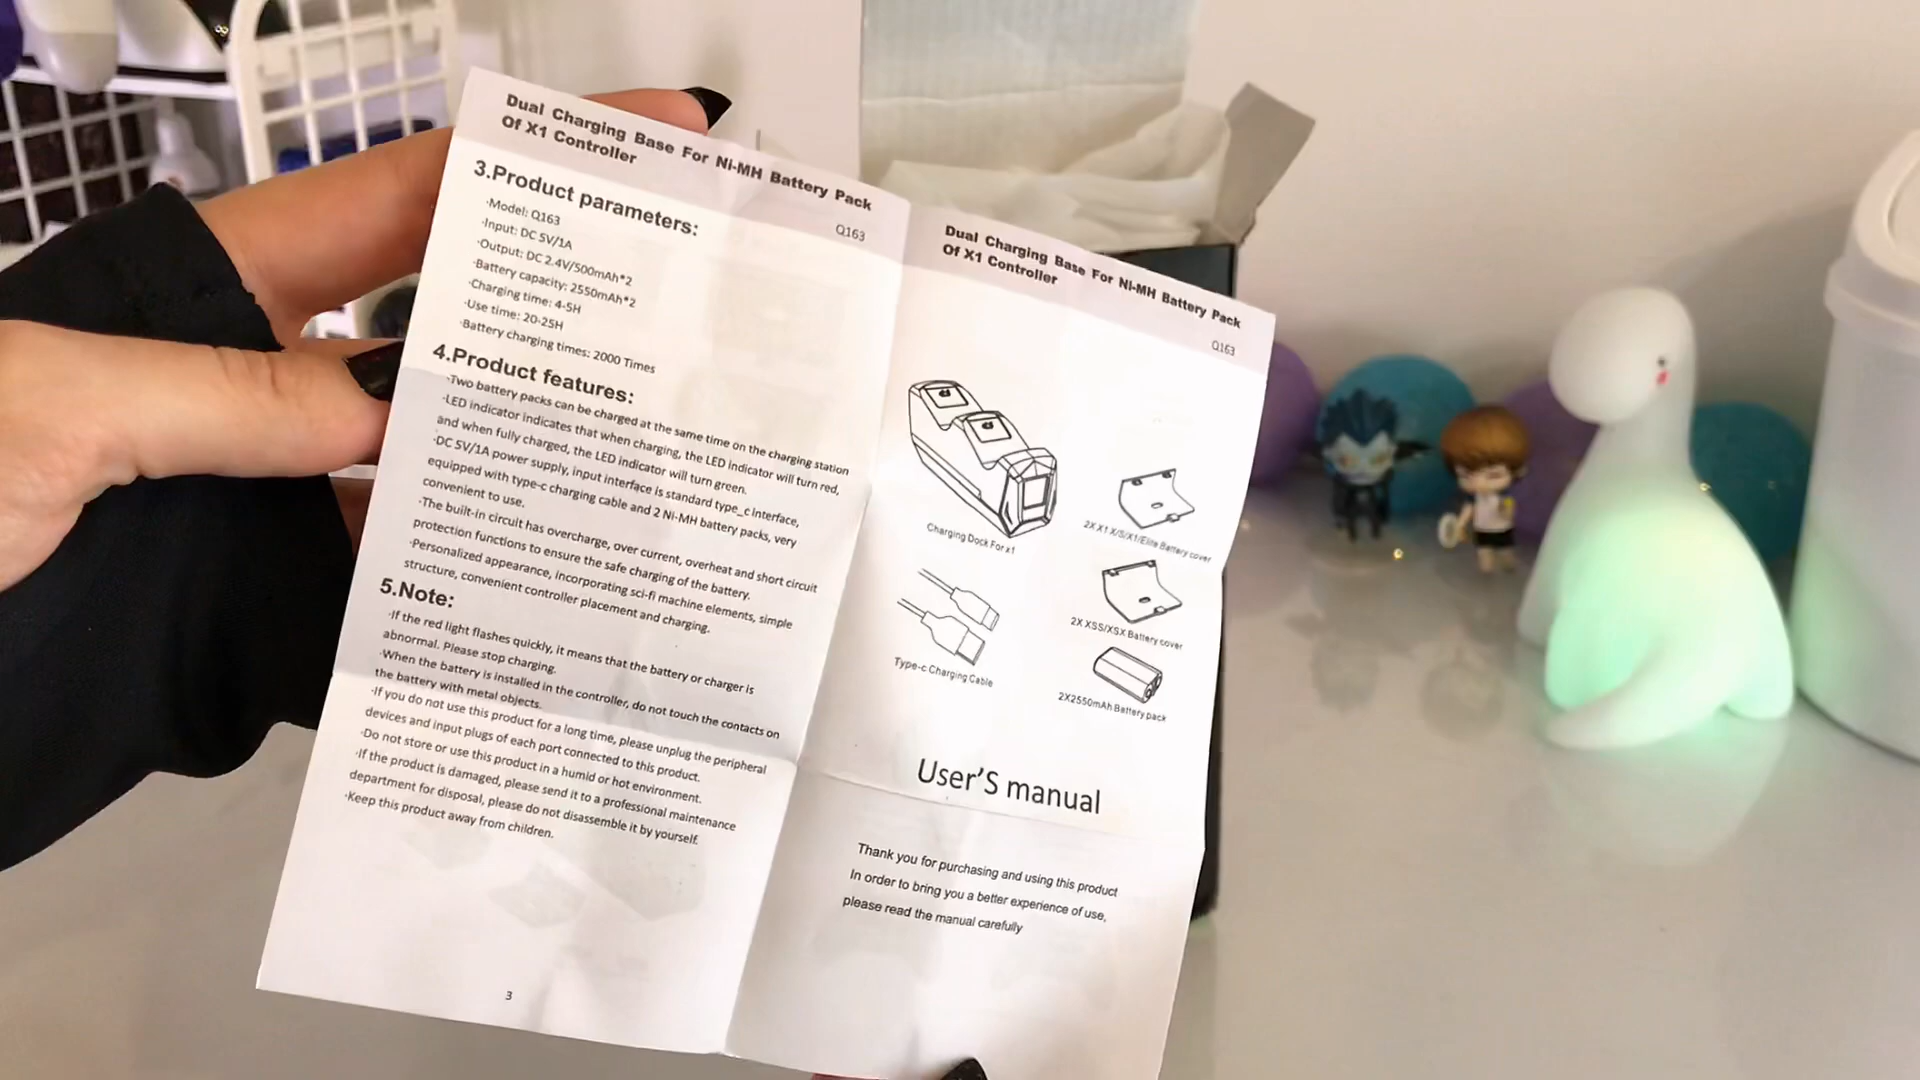 Dual Charging Base For Ni-MH Battery Pack
Of X1 Controller
Q163
3.Product parameters:
·Model: Q163
·Input: DC 5V/1A
·Output: DC 2.4V/500mAh*2
·Battery capacity: 2550mAh*2
·Charging time: 4-5H
·Use time: 20-25H
·Battery charging times: 2000 Times
4.Product features:
·Two battery packs can be charged at the same time on the charging station
·LED indicator indicates that when charging, the LED indicator will turn red,
and when fully charged, the LED indicator will turn green.
·DC 5V/1A power supply, input interface is standard type_c interface,
equipped with type-c charging cable and 2 Ni-MH battery packs, very
convenient to use.
·The built-in circuit has overcharge, over current, overheat and short circuit
protection functions to ensure the safe charging of the battery.
·Personalized appearance, incorporating sci-fi machine elements, simple
structure, convenient controller placement and charging.
5.Note:
·If the red light flashes quickly, it means that the battery or charger is
abnormal. Please stop charging.
·When the battery is installed in the controller, do not touch the contacts on
the battery with metal objects.
·If you do not use this product for a long time, please unplug the peripheral
devices and input plugs of each port connected to this product.
·Do not store or use this product in a humid or hot environment.
·If the product is damaged, please send it to a professional maintenance
department for disposal, please do not disassemble it by yourself.
·Keep this product away from children.
3
Dual Charging Base For Ni-MH Battery Pack
Of X1 Controller
Q163
Charging Dock For x1
2X X1 X/S/X1/Elite Battery cover
2X XSS/XSX Battery cover
Type-c Charging Cable
2X2550mAh Battery pack
User'S manual
Thank you for purchasing and using this product
In order to bring you a better experience of use,
please read the manual carefully